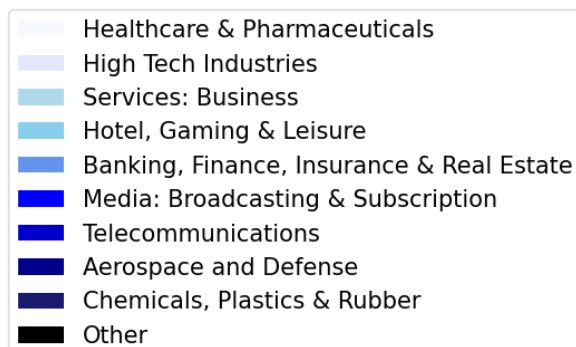 Healthcare & Pharmaceuticals
High Tech Industries
Services: Business
Hotel, Gaming & Leisure
Banking, Finance, Insurance & Real Estate
Media: Broadcasting & Subscription
Telecommunications
Aerospace and Defense
Chemicals, Plastics & Rubber
Other